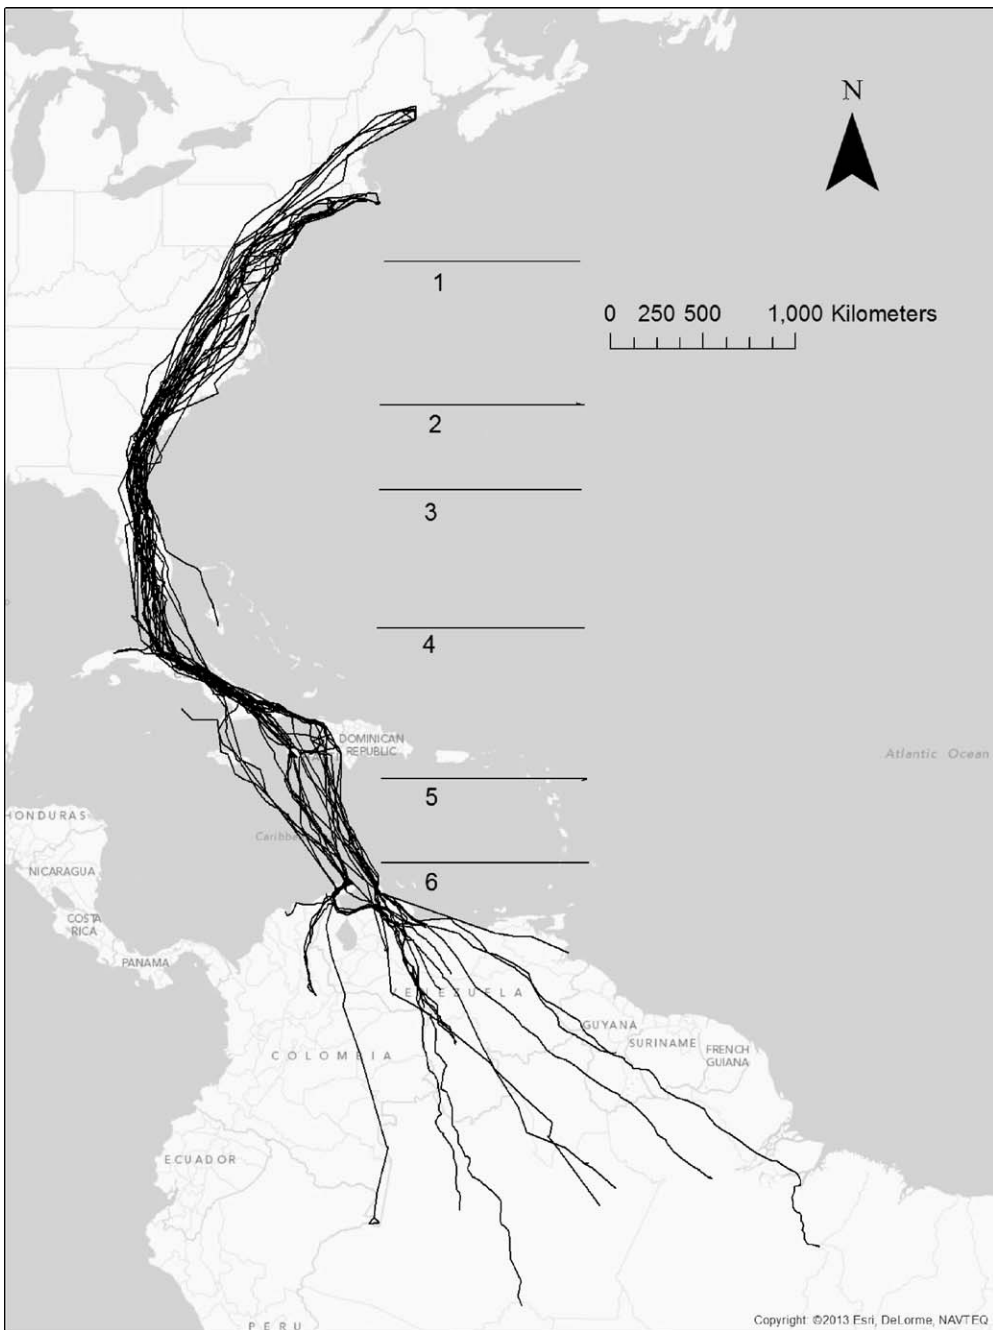 N
1
0 250 500 1,000 Kilometers
2
3
4
DOMINICAN
REPUBLIC
Atlantic Ocean
5
HONDURAS
Caribbe
6
NICARAGUA
COSTA
RICA
PANAMA
VENEZUELA
GUYANA
SURINAME
FRENCH
GUIANA
COLOMBIA
ECUADOR
PERU
Copyright: ©2013 Esri, DeLorme, NAVTEQ